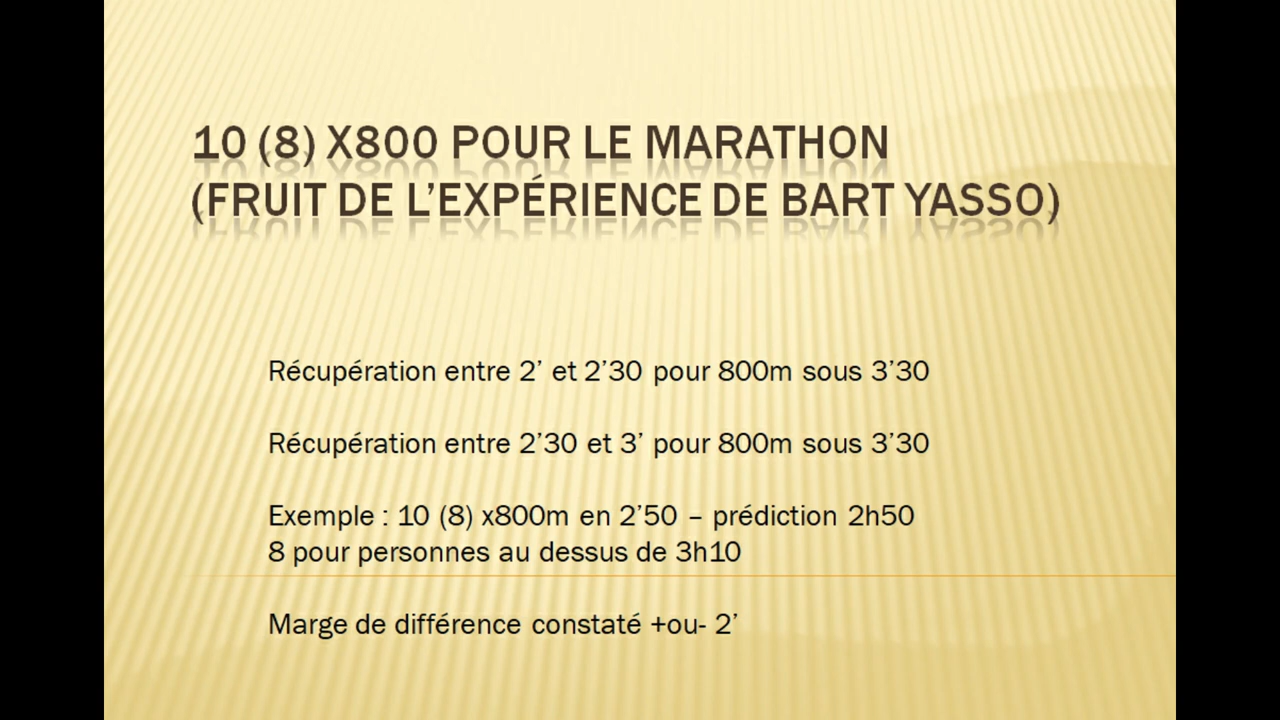 10 (8) X800 POUR LE MARATHON
(FRUIT DE L’EXPÉRIENCE DE BART YASSO)
Récupération entre 2’ et 2’30 pour 800m sous 3’30
Récupération entre 2’30 et 3’ pour 800m sous 3’30
Exemple : 10 (8) x800m en 2’50 – prédiction 2h50
8 pour personnes au dessus de 3h10
Marge de différence constaté +ou- 2’